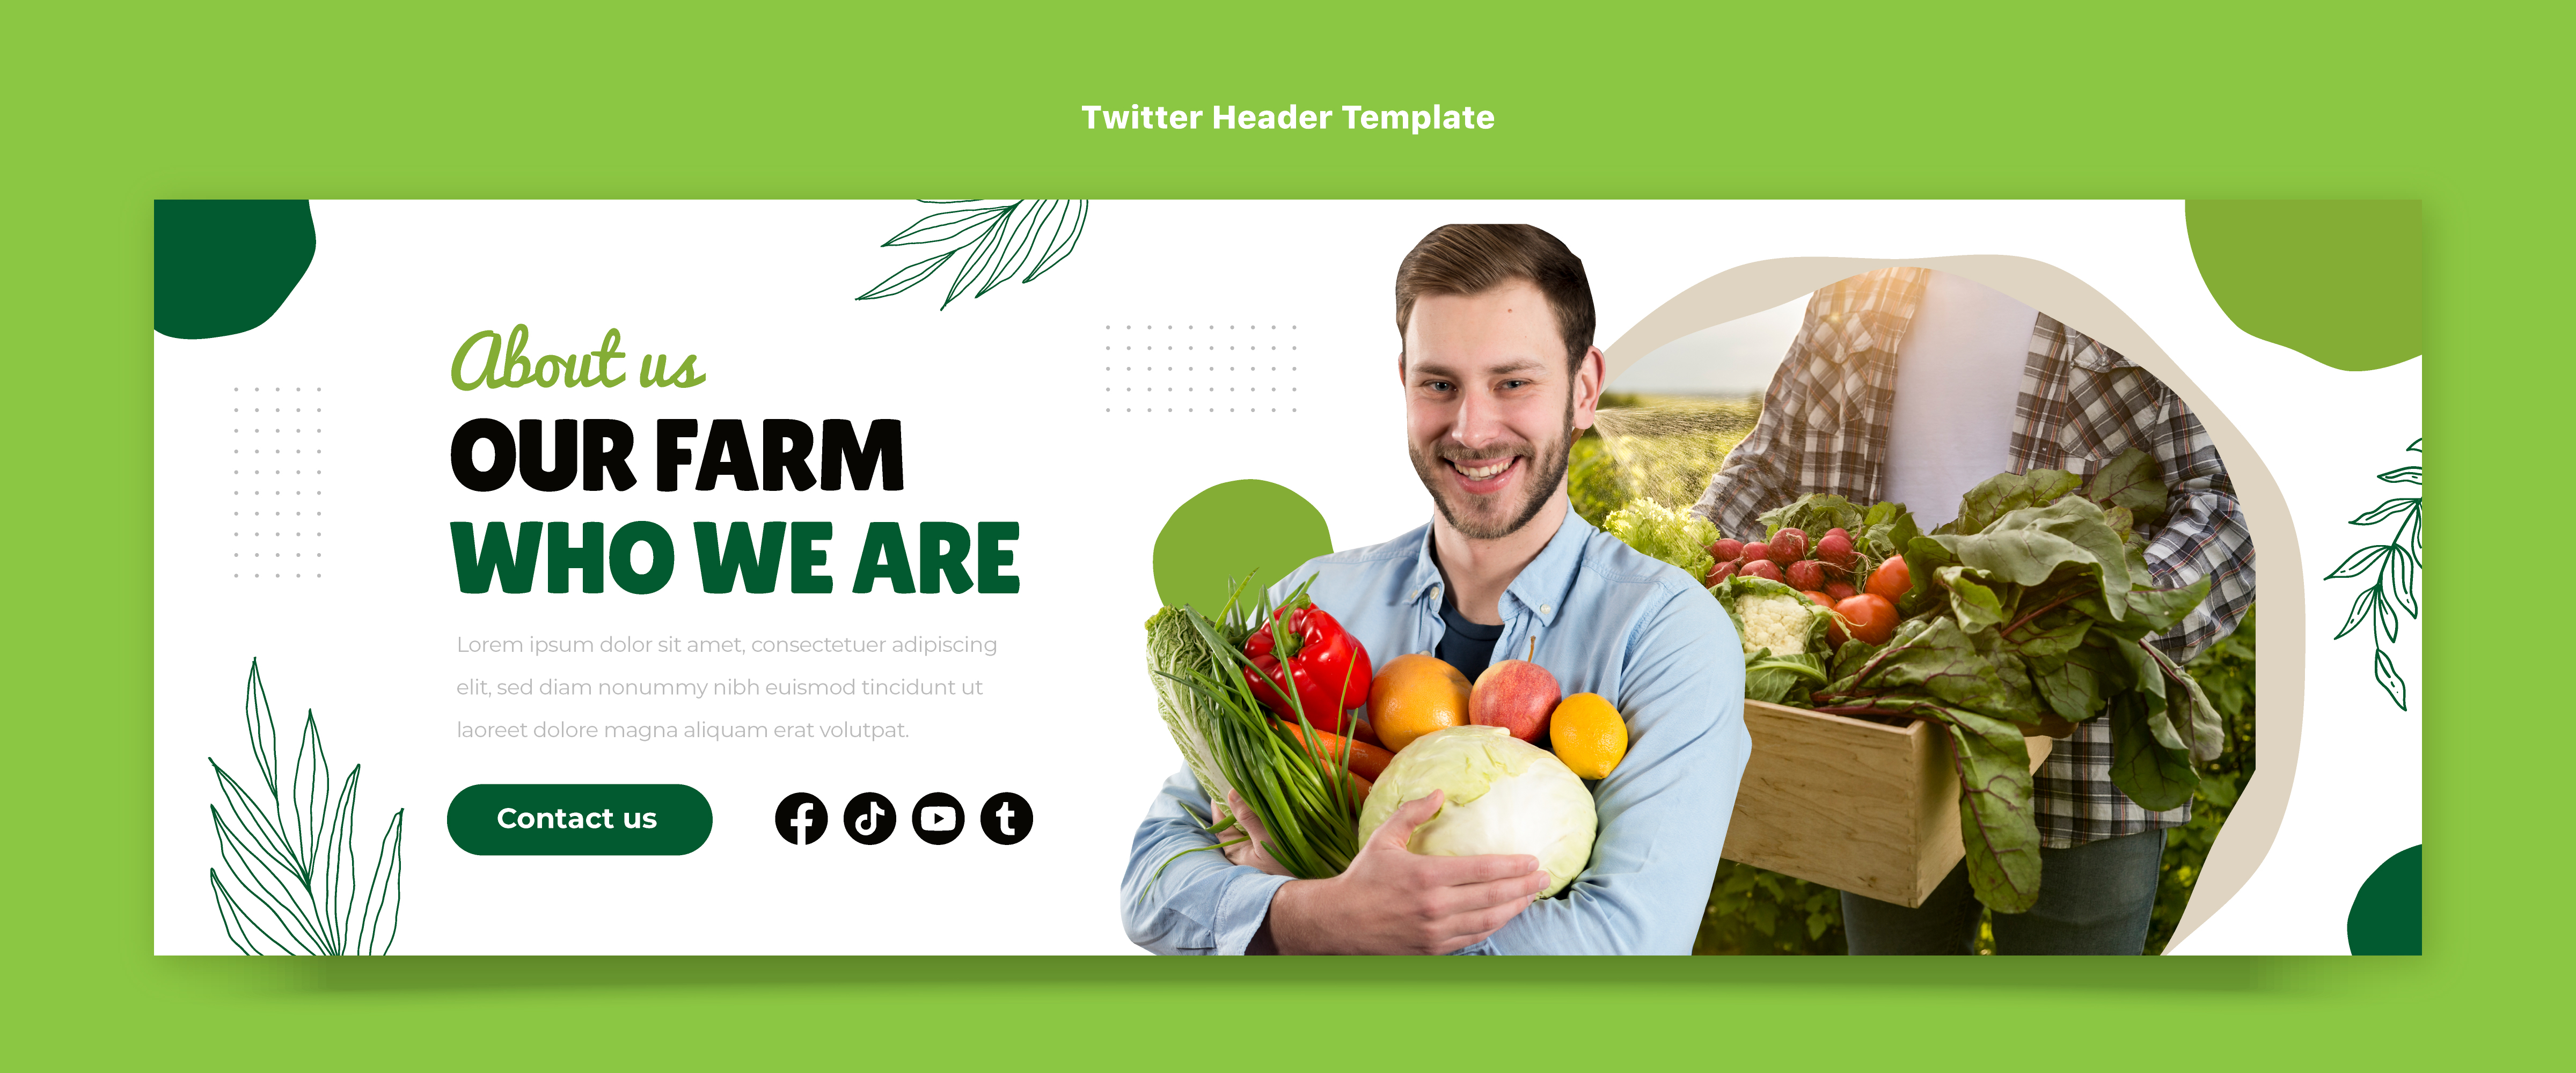 Twitter Header Template
About us
OUR FARM
WHO WE ARE
Lorem ipsum dolor sit amet, consectetuer adipiscing
elit, sed diam nonummy nibh euismod tincidunt ut
laoreet dolore magna aliquam erat volutpat.
Contact us